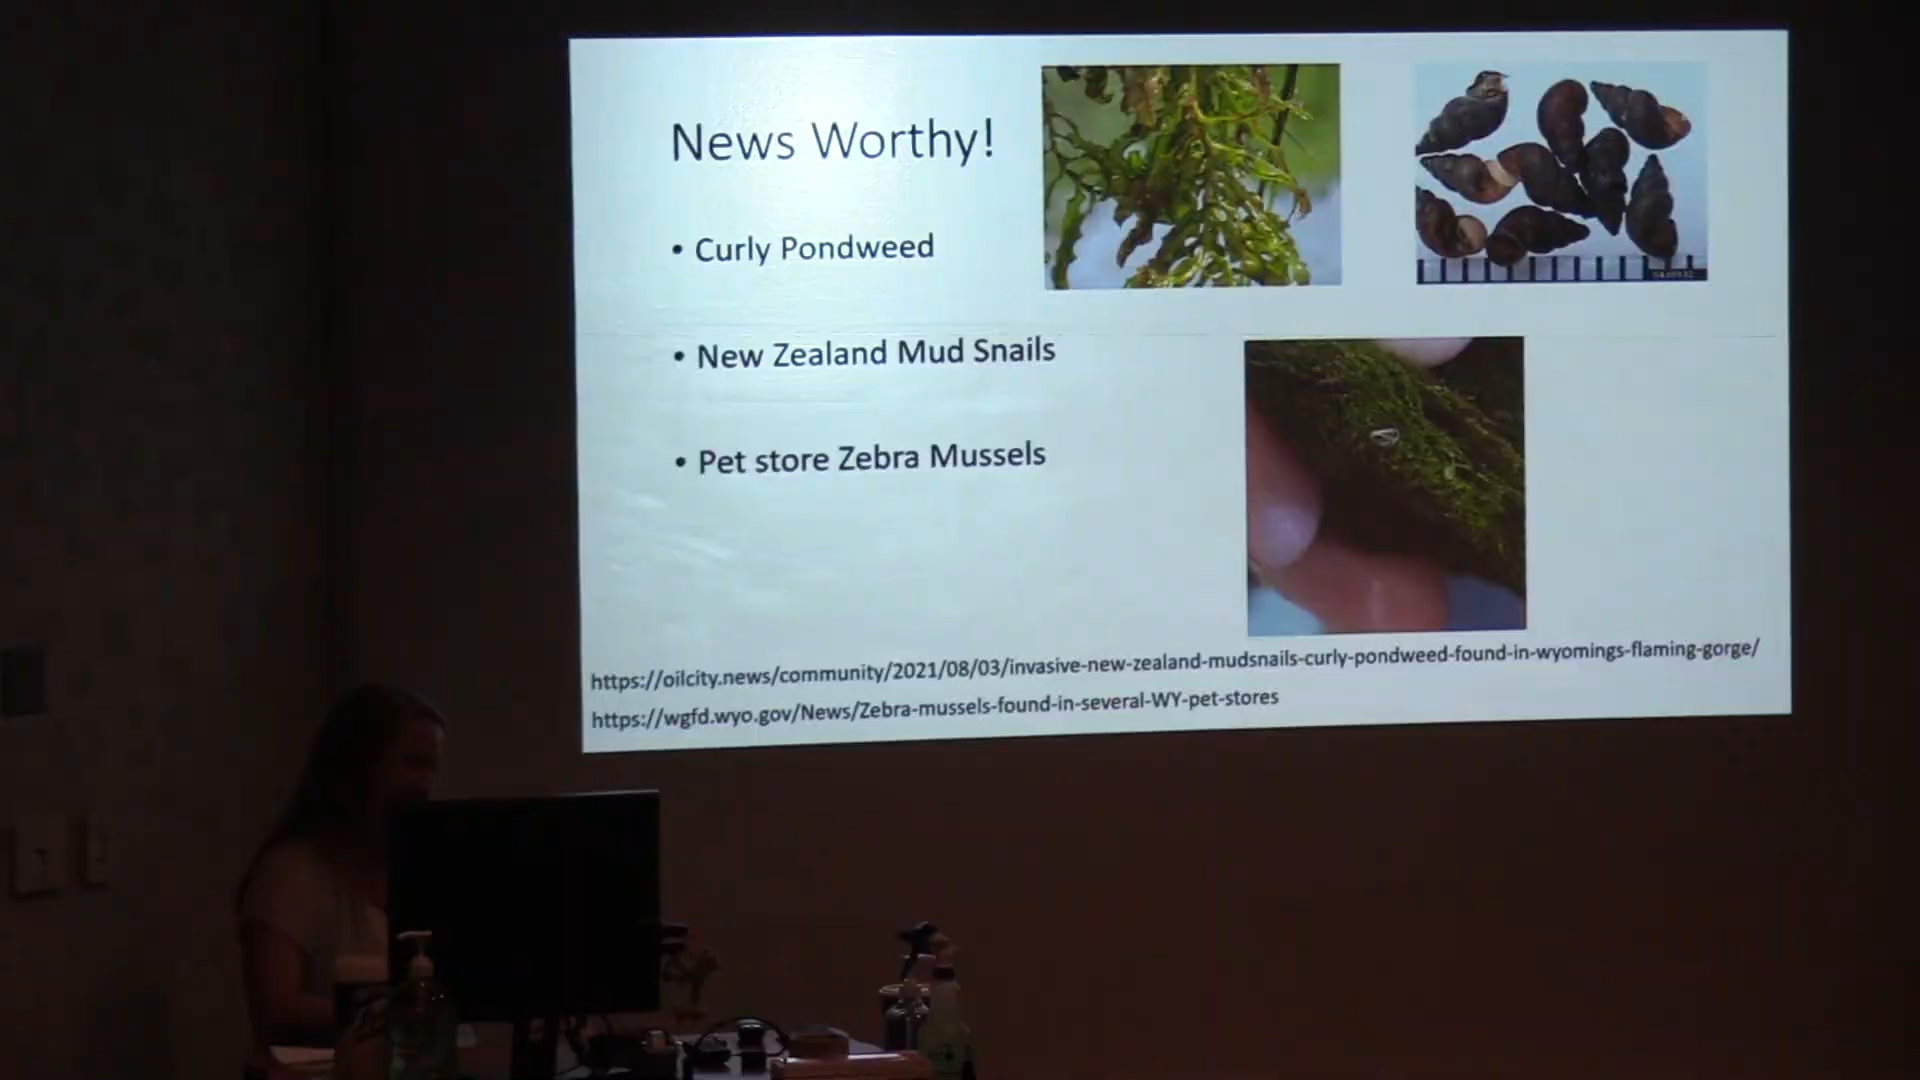 News Worthy!
• Curly Pondweed
• New Zealand Mud Snails
• Pet store Zebra Mussels
https://oilcity.news/community/2021/08/03/invasive-new-zealand-mudsnails-curly-pondweed-found-in-wyomings-flaming-gorge/
https://wgfd.wyo.gov/News/Zebra-mussels-found-in-several-WY-pet-stores